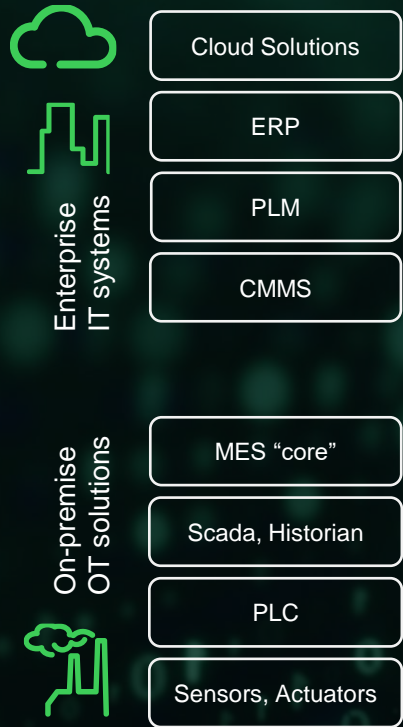 Cloud Solutions
ERP
PLM
CMMS
Enterprise
IT systems
MES “core”
Scada, Historian
PLC
Sensors, Actuators
On-premise
OT solutions